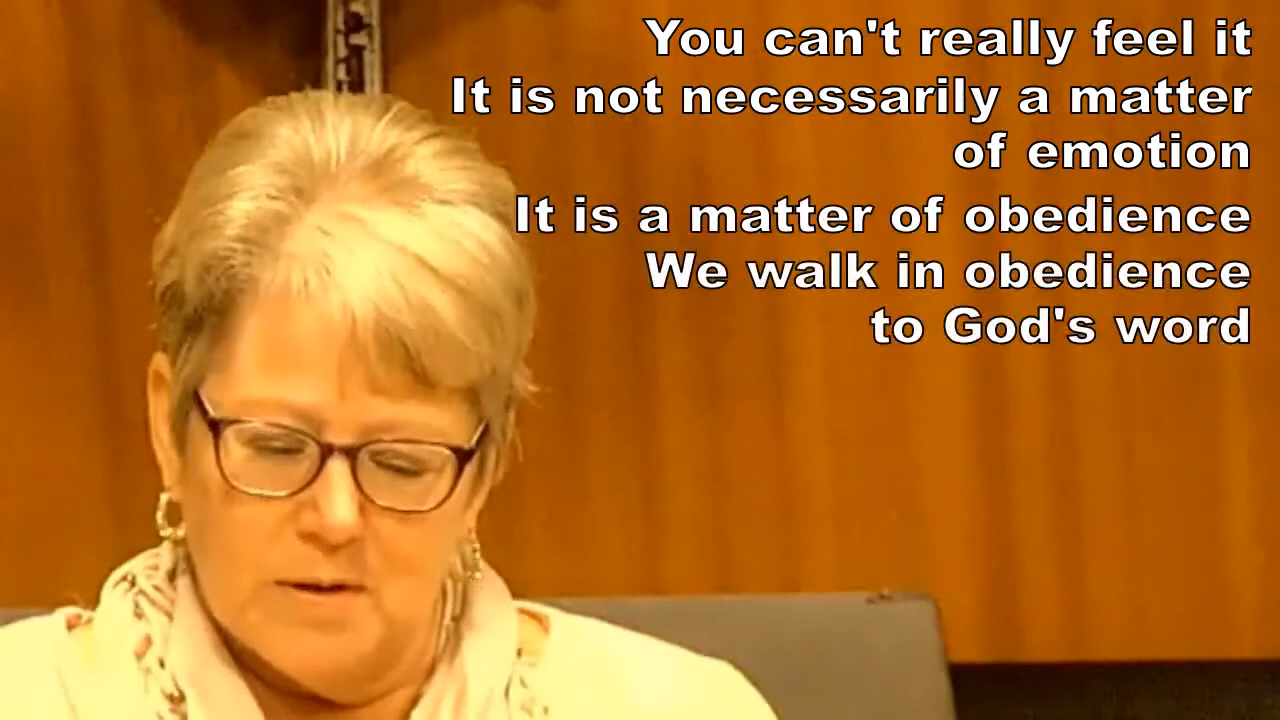 You can't really feel it
It is not necessarily a matter
of emotion
It is a matter of obedience
We walk in obedience
to God's word